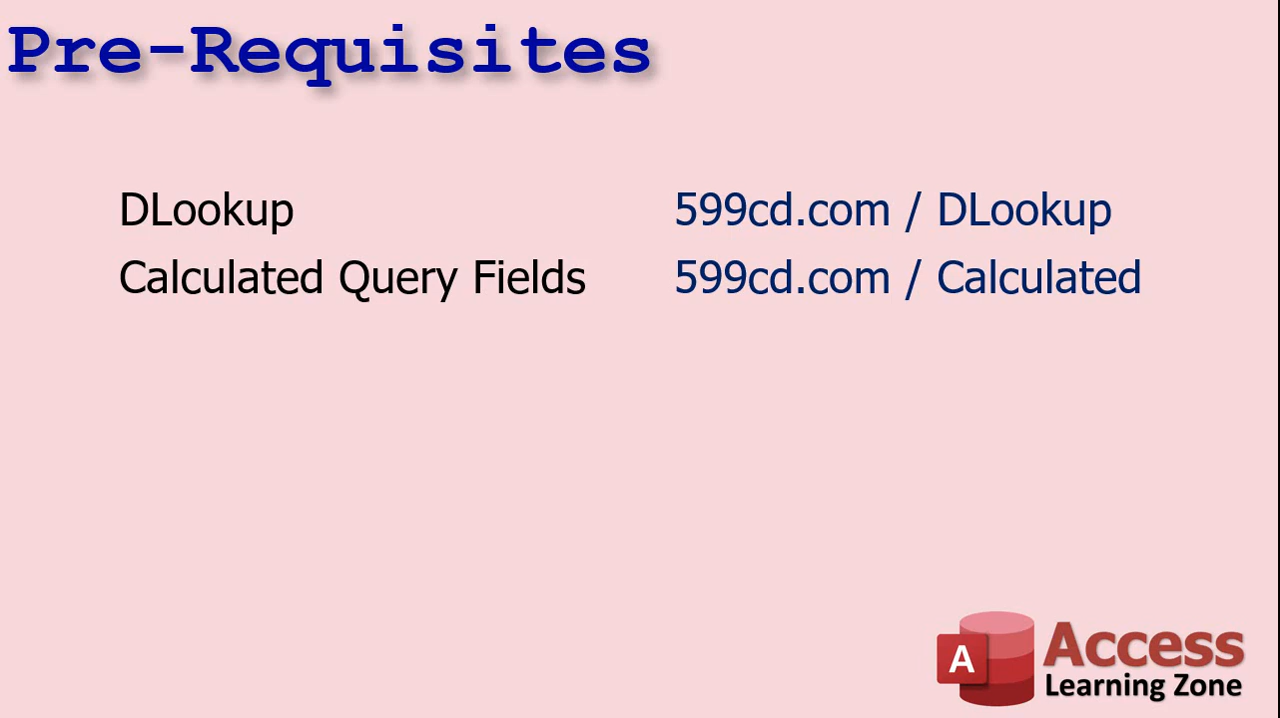 Pre-Requisites
DLookup 599cd.com / DLookup
Calculated Query Fields 599cd.com / Calculated
A Access
Learning Zone